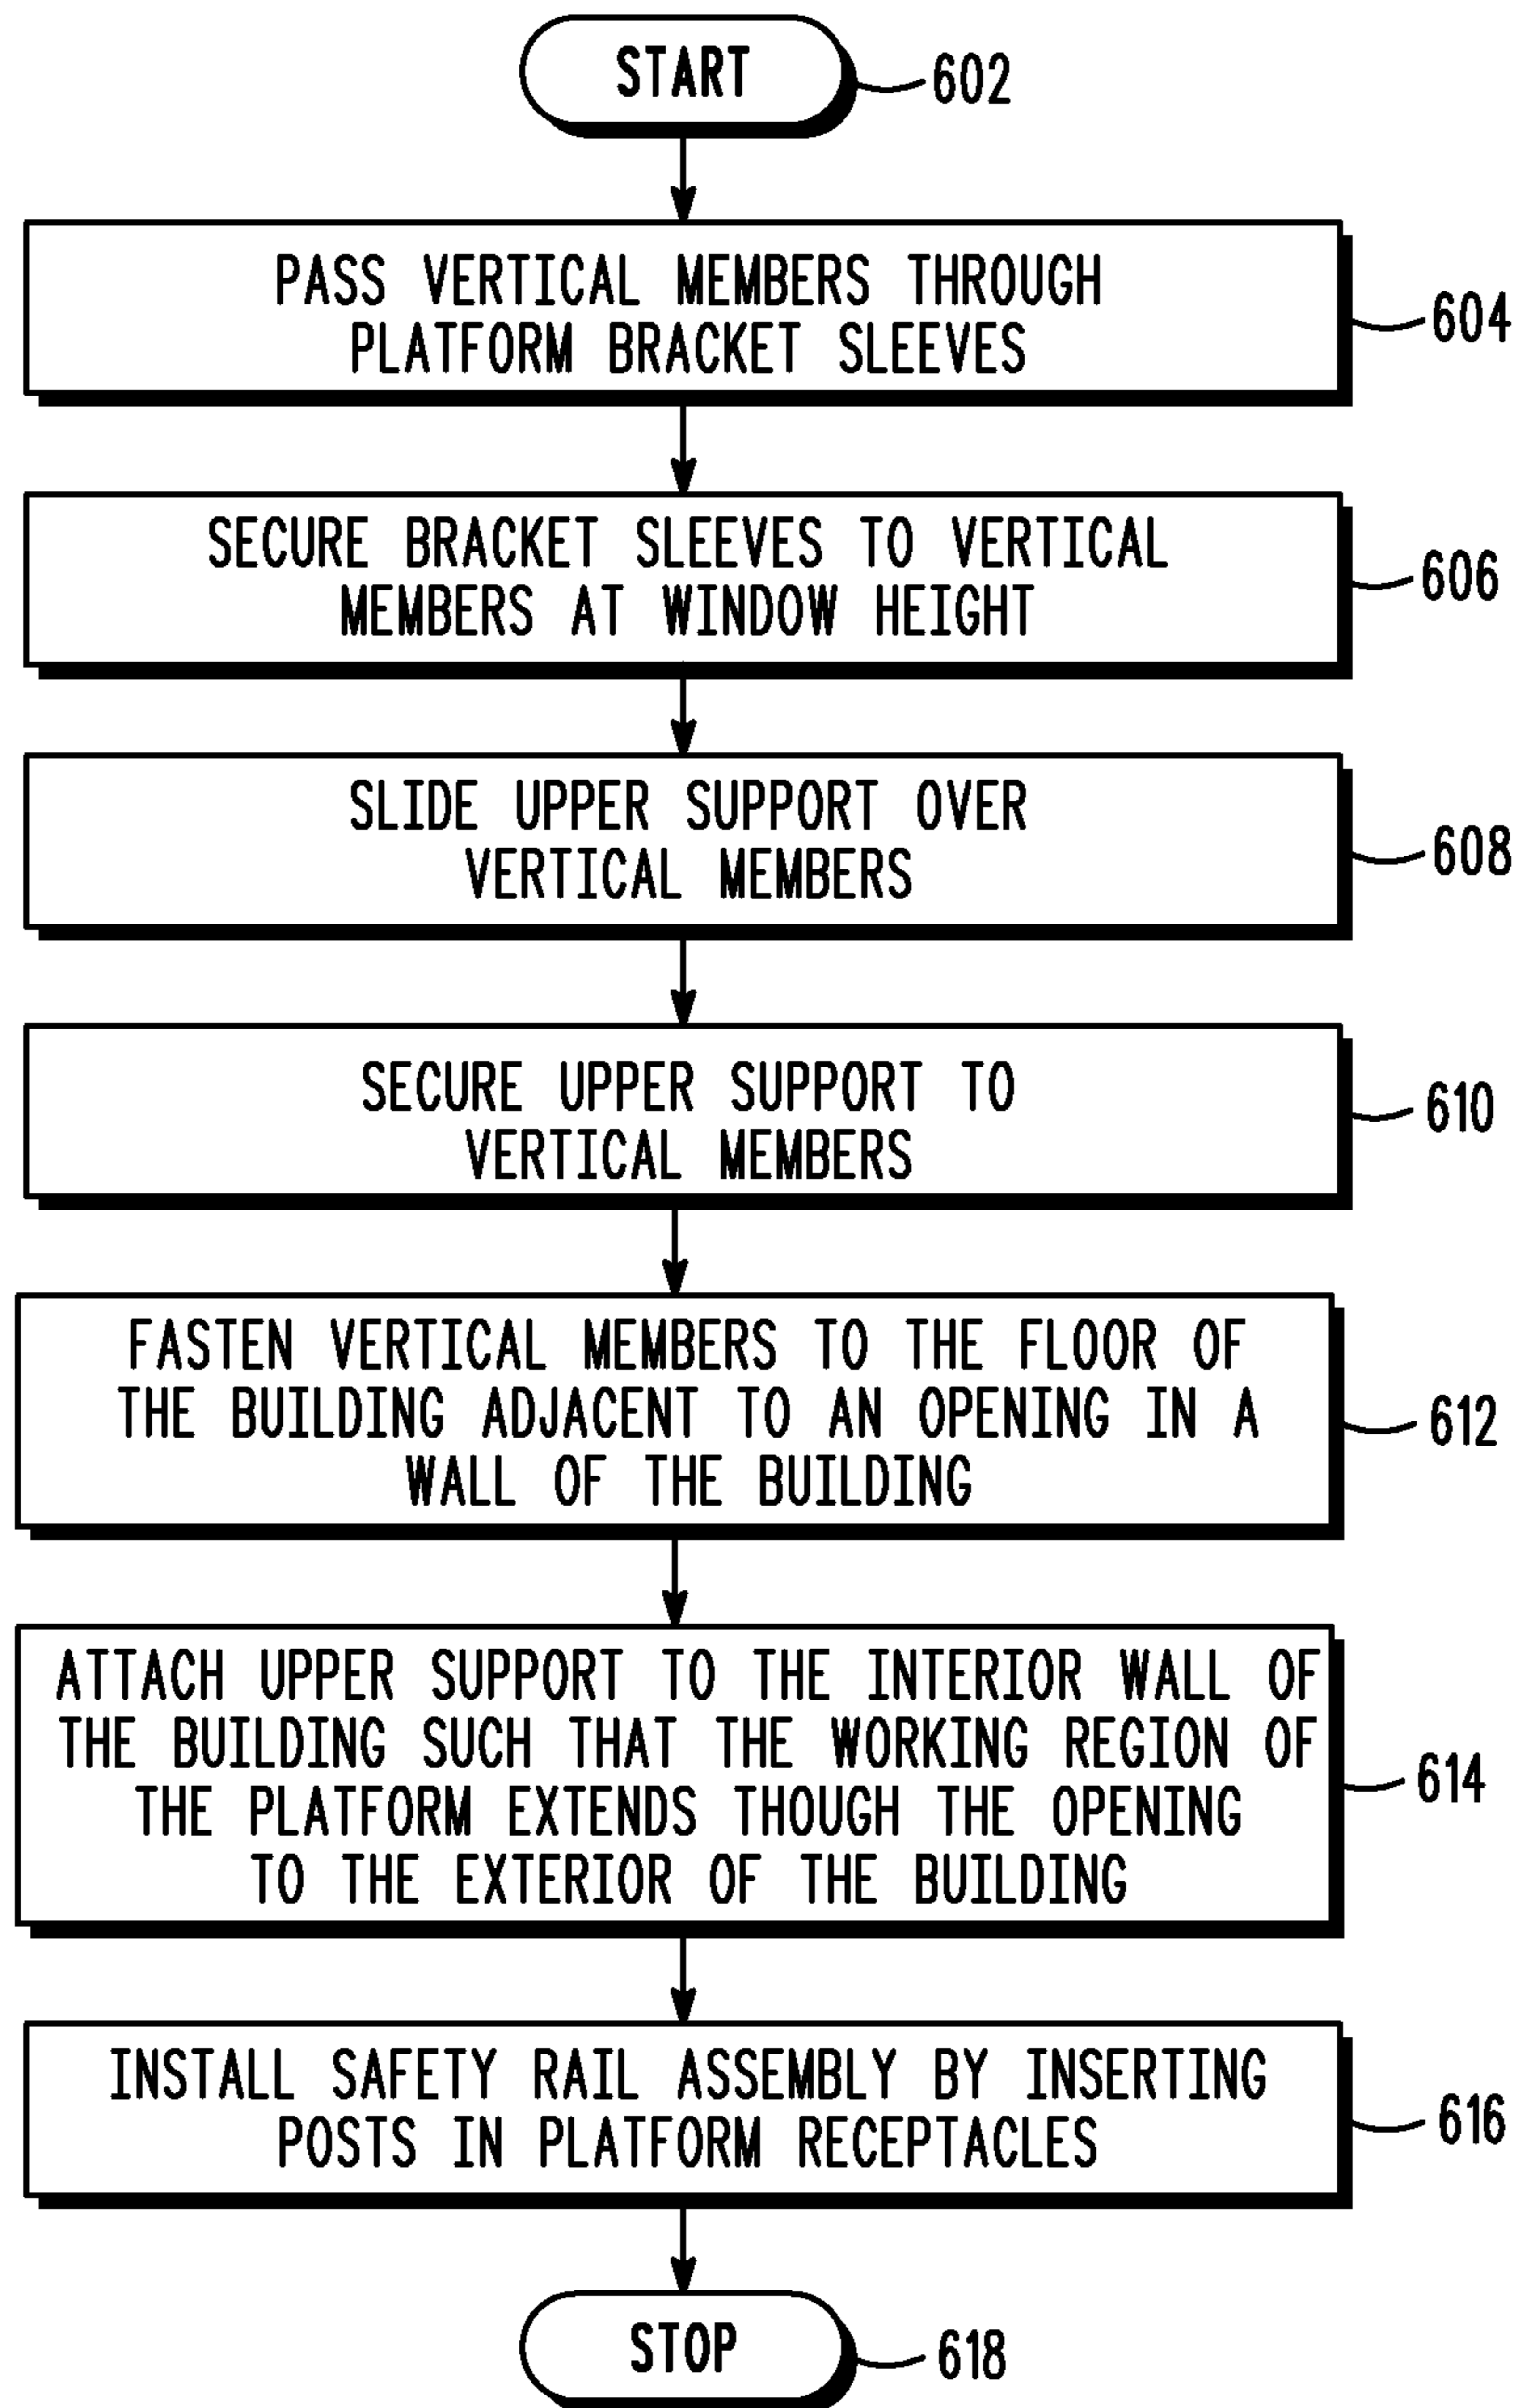 START
602
PASS VERTICAL MEMBERS THROUGH
PLATFORM BRACKET SLEEVES
604
SECURE BRACKET SLEEVES TO VERTICAL
MEMBERS AT WINDOW HEIGHT
606
SLIDE UPPER SUPPORT OVER
VERTICAL MEMBERS
608
SECURE UPPER SUPPORT TO
VERTICAL MEMBERS
610
FASTEN VERTICAL MEMBERS TO THE FLOOR OF
THE BUILDING ADJACENT TO AN OPENING IN A
WALL OF THE BUILDING
612
ATTACH UPPER SUPPORT TO THE INTERIOR WALL OF
THE BUILDING SUCH THAT THE WORKING REGION OF
THE PLATFORM EXTENDS THOUGH THE OPENING
TO THE EXTERIOR OF THE BUILDING
614
INSTALL SAFETY RAIL ASSEMBLY BY INSERTING
POSTS IN PLATFORM RECEPTACLES
616
STOP
618